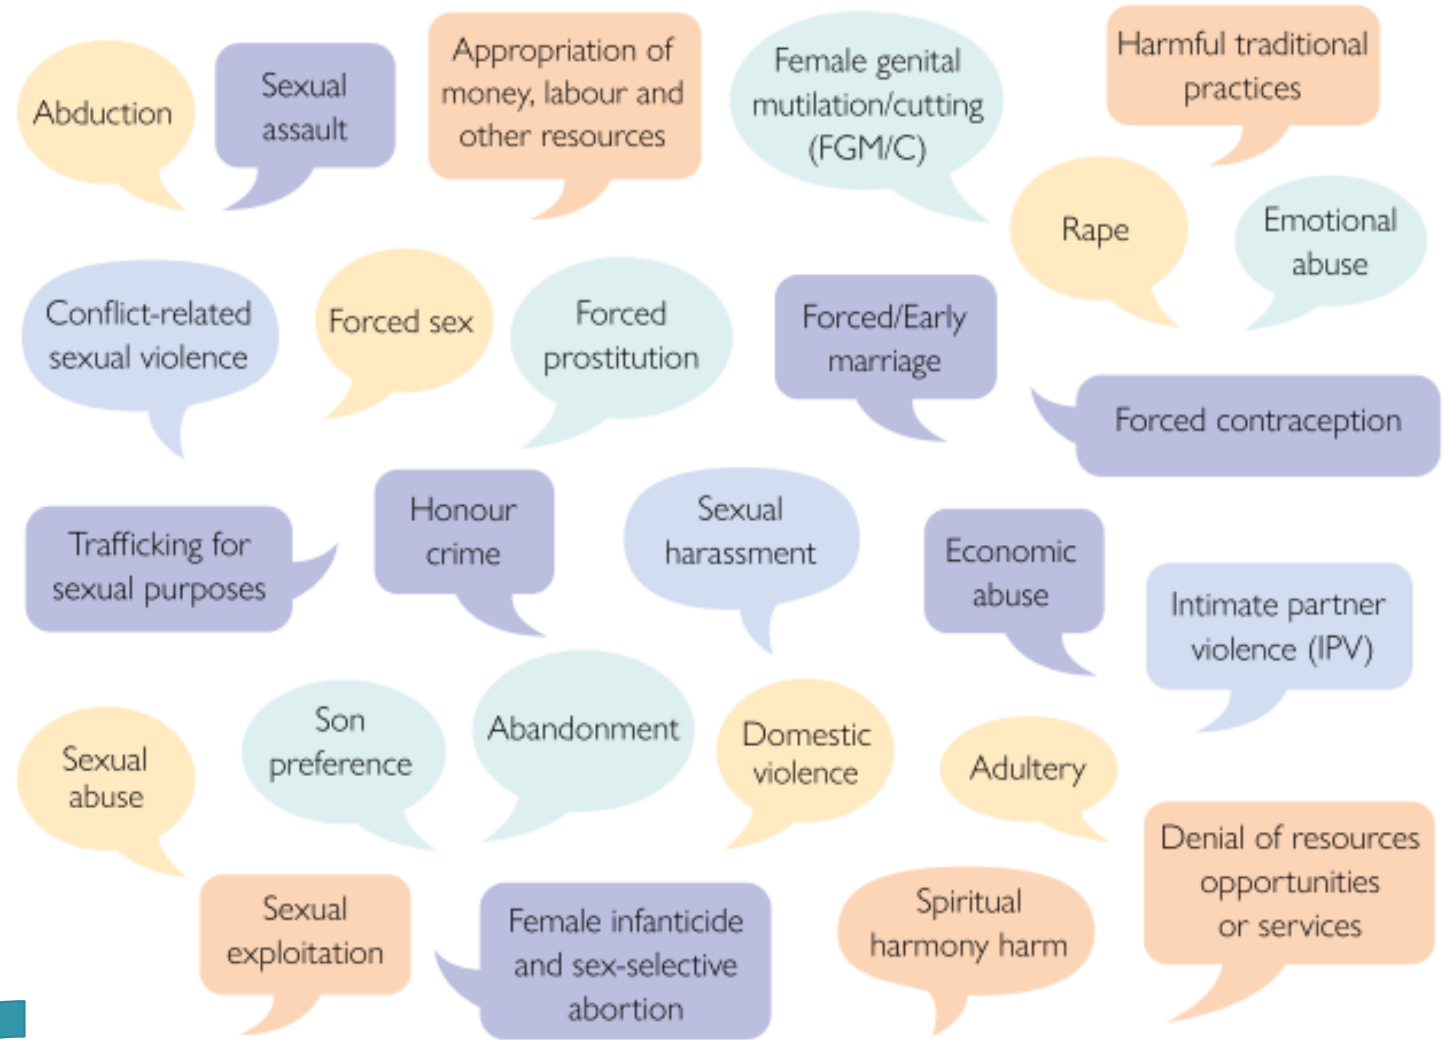 Abduction
Sexual
assault
Appropriation of
money, labour and
other resources
Female genital
mutilation/cutting
(FGM/C)
Harmful traditional
practices
Rape
Emotional
abuse
Conflict-related
sexual violence
Forced sex
Forced
prostitution
Forced/Early
marriage
Forced contraception
Trafficking for
sexual purposes
Honour
crime
Sexual
harassment
Economic
abuse
Intimate partner
violence (IPV)
Sexual
abuse
Son
preference
Abandonment
Domestic
violence
Adultery
Denial of resources
opportunities
or services
Sexual
exploitation
Female infanticide
and sex-selective
abortion
Spiritual
harmony harm